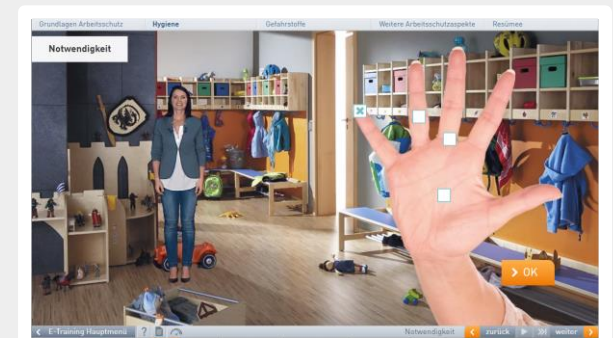 Grundlagen Arbeitsschutz Hygiene Gefahrstoffe Weitere Arbeitsschutzaspekte Resümee
Notwendigkeit
> OK
E-Training Hauptmenü ? Notwendigkeit zurück weiter